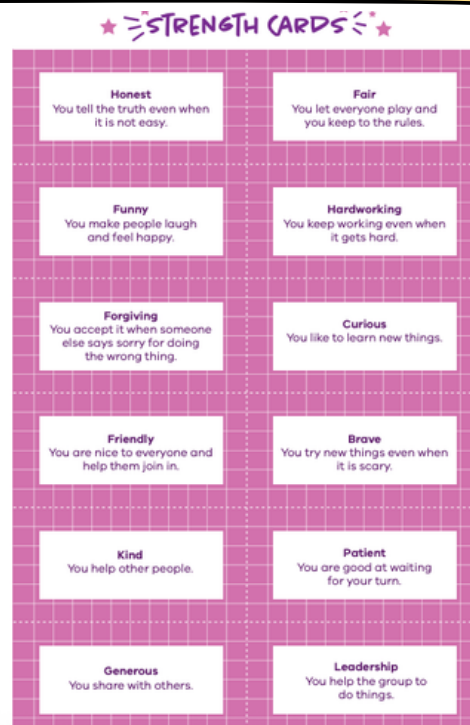 STRENGTH CARDS
Honest
You tell the truth even when
it is not easy.
Fair
You let everyone play and
you keep to the rules.
Funny
You make people laugh
and feel happy.
Hardworking
You keep working even when
it gets hard.
Forgiving
You accept it when someone
else says sorry for doing
the wrong thing.
Curious
You like to learn new things.
Friendly
You are nice to everyone and
help them join in.
Brave
You try new things even when
it is scary.
Kind
You help other people.
Patient
You are good at waiting
for your turn.
Generous
You share with others.
Leadership
You help the group to
do things.